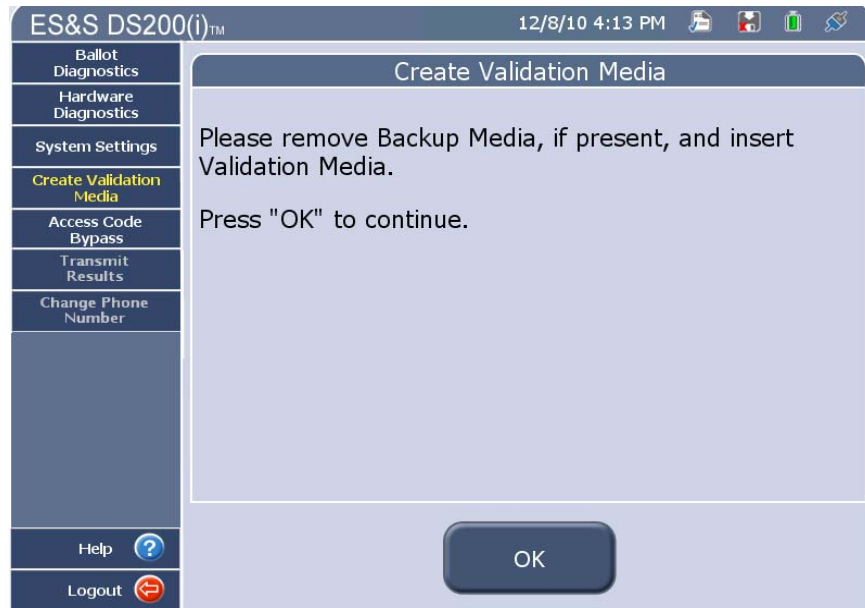 ES&S DS200(i)TM
12/8/10 4:13 PM
Ballot
Diagnostics
Hardware
Diagnostics
System Settings
Create Validation
Media
Access Code
Bypass
Transmit
Results
Change Phone
Number
Help
Logout
Create Validation Media
Please remove Backup Media, if present, and insert
Validation Media.
Press "OK" to continue.
OK